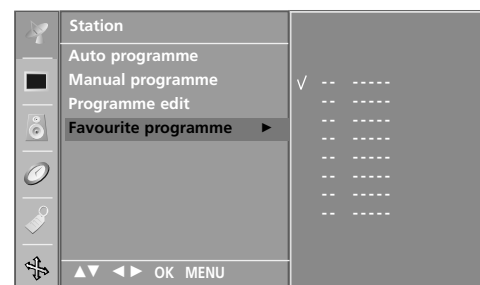 Station
Auto programme
Manual programme
Programme edit
Favourite programme ►
√ -- -----
-- -----
-- -----
-- -----
-- -----
-- -----
-- -----
-- -----
▲▼ ◄► OK MENU